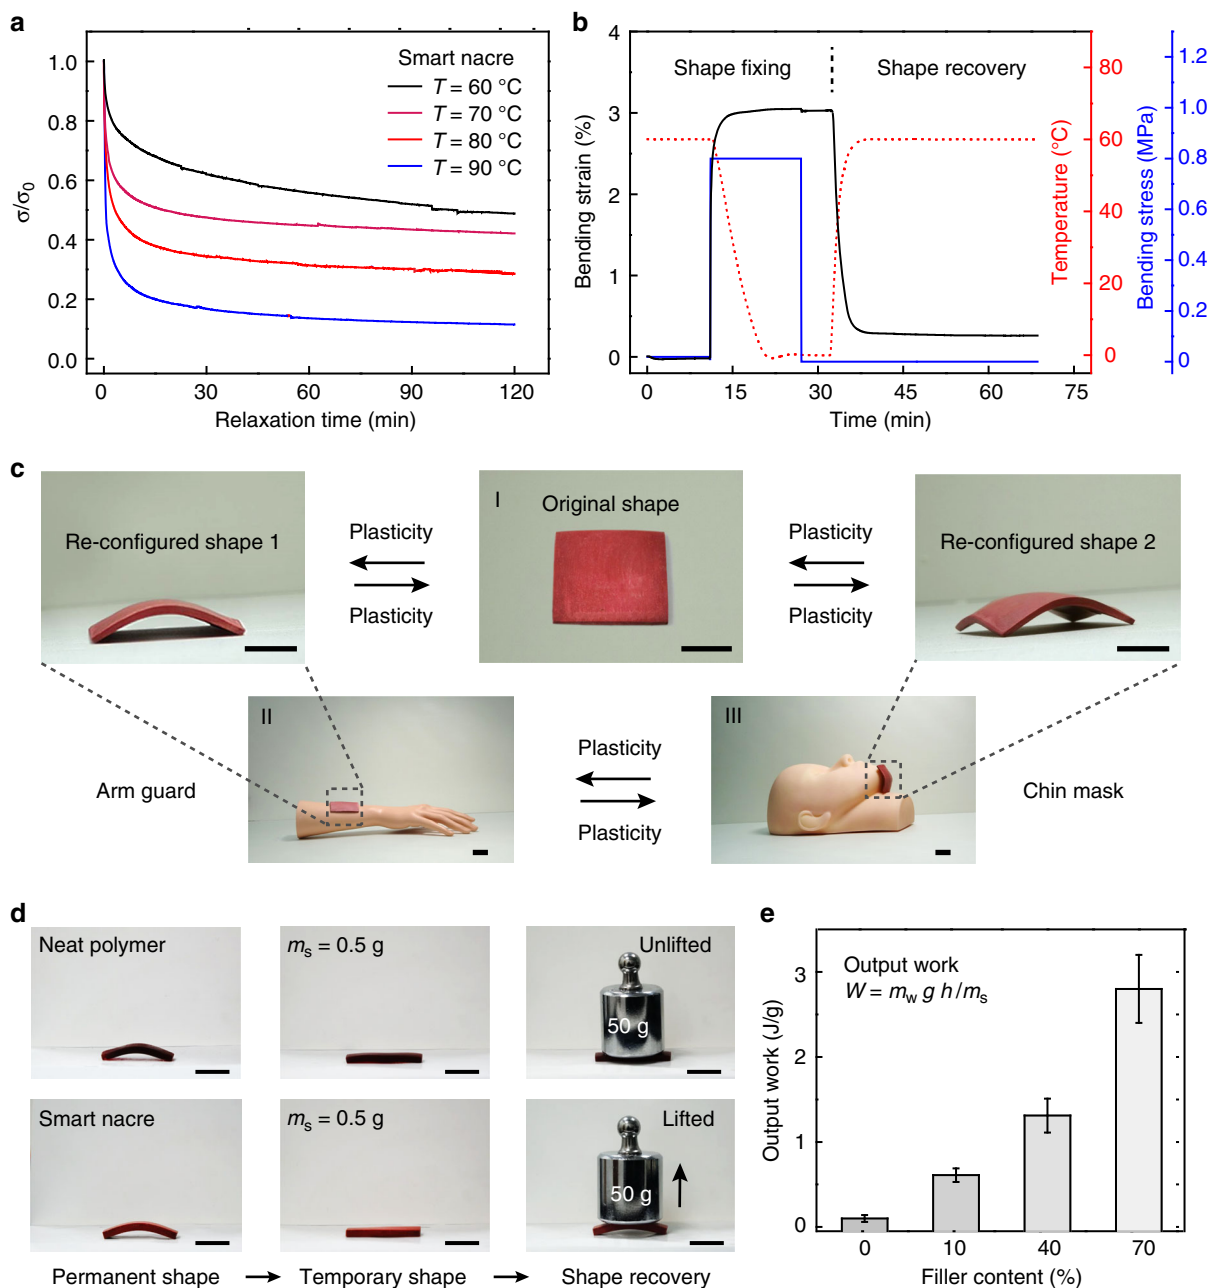 a
Smart nacre
T = 60 °C
T = 70 °C
T = 80 °C
T = 90 °C
σ/σ0
1.0
0.8
0.6
0.4
0.2
0.0
0 30 60 90 120
Relaxation time (min)
b
Shape fixing
Shape recovery
Bending strain (%)
4
3
2
1
0
Temperature (°C)
80
60
40
20
0
Bending stress (MPa)
1.2
1.0
0.8
0.6
0.4
0.2
0
0 15 30 45 60 75
Time (min)
c
Re-configured shape 1
Plasticity
Plasticity
I
Original shape
Plasticity
Plasticity
Re-configured shape 2
Arm guard
II
Plasticity
Plasticity
III
Chin mask
d
Neat polymer
ms = 0.5 g
Unlifted
50 g
Smart nacre
ms = 0.5 g
Lifted
50 g
Permanent shape → Temporary shape → Shape recovery
e
Output work
W = mw g h/ms
Output work (J/g)
3
2
1
0
0 10 40 70
Filler content (%)